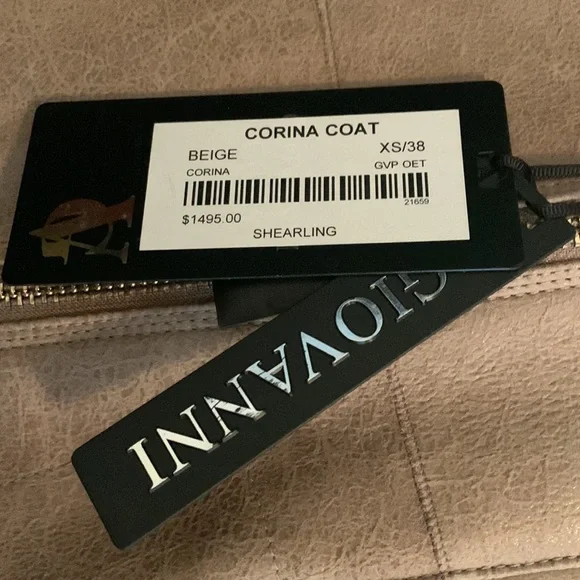 CORINA COAT
BEIGE XS/38
CORINA GVP OET
21659
$1495.00
SHEARLING
GIOVANNI